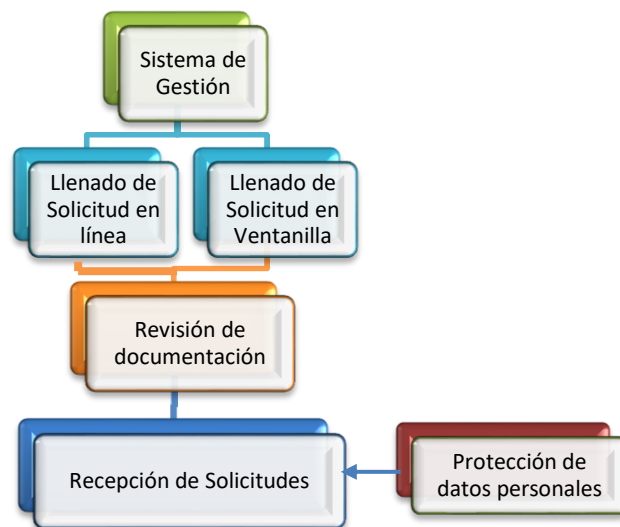 Sistema de
Gestión
Llenado de
Solicitud en
línea
Llenado de
Solicitud en
Ventanilla
Revisión de
documentación
Recepción de Solicitudes
Protección de
datos personales